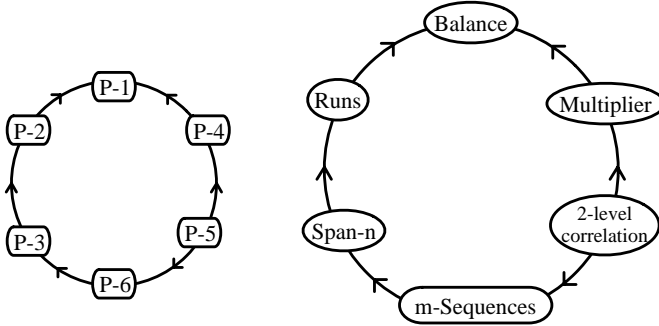 P-1
P-2
P-4
P-3
P-5
P-6
Balance
Runs
Multiplier
Span-n
2-level
correlation
m-Sequences